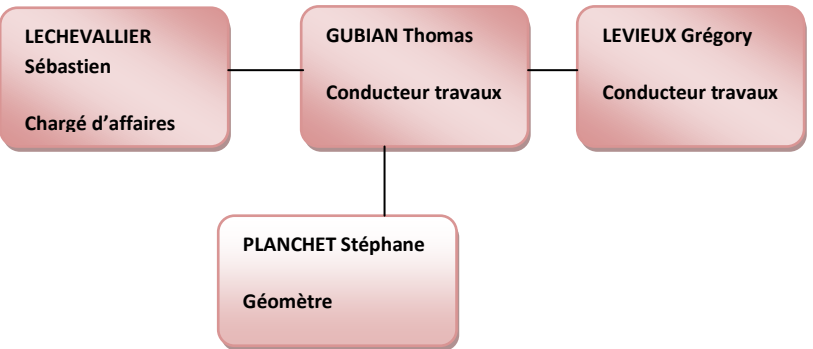 LECHEVALLIER
Sébastien
Chargé d’affaires
GUBIAN Thomas
Conducteur travaux
LEVIEUX Grégory
Conducteur travaux
PLANCHET Stéphane
Géomètre